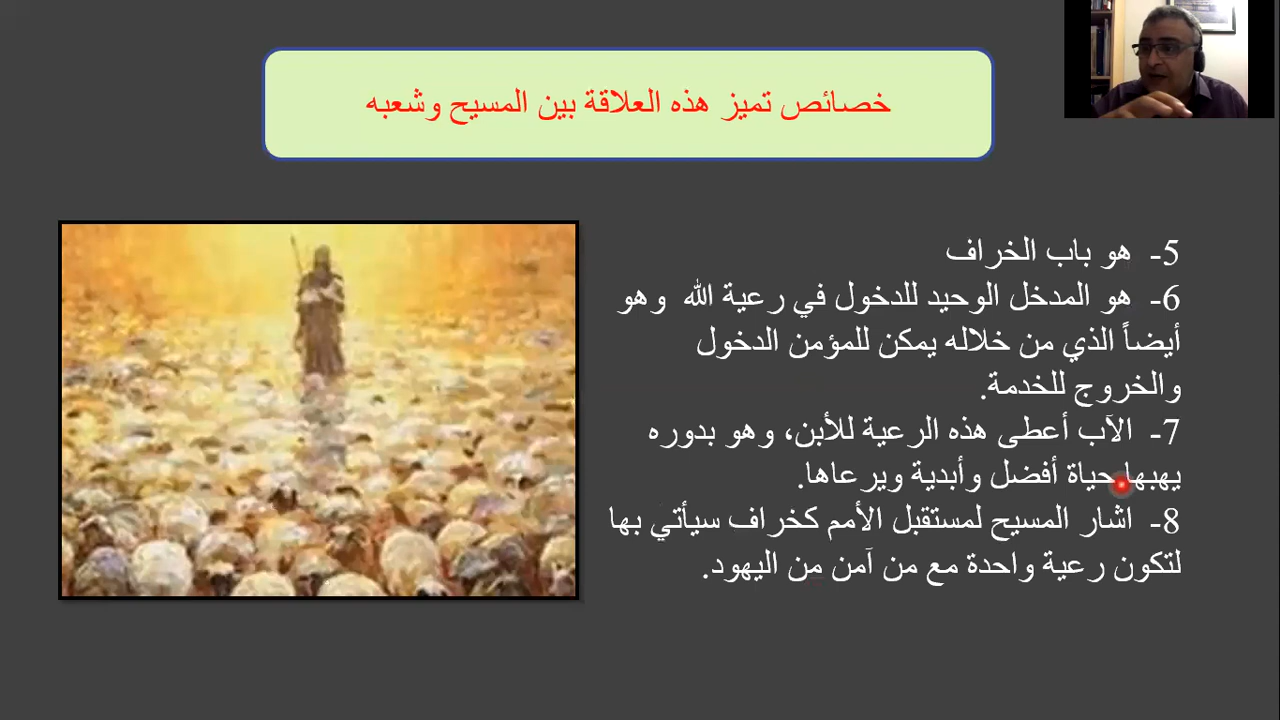 خصائص تميز هذه العلاقة بين المسيح وشعبه
5- هو باب الخراف
6- هو المدخل الوحيد للدخول في رعية الله وهو
أيضاً الذي من خلاله يمكن للمؤمن الدخول
والخروج للخدمة.
7- الآب أعطى هذه الرعية للأبن، وهو بدوره
يهبها حياة أفضل وأبدية ويرعاها.
8- اشار المسيح لمستقبل الأمم كخراف سيأتي بها
لتكون رعية واحدة مع من آمن من اليهود.